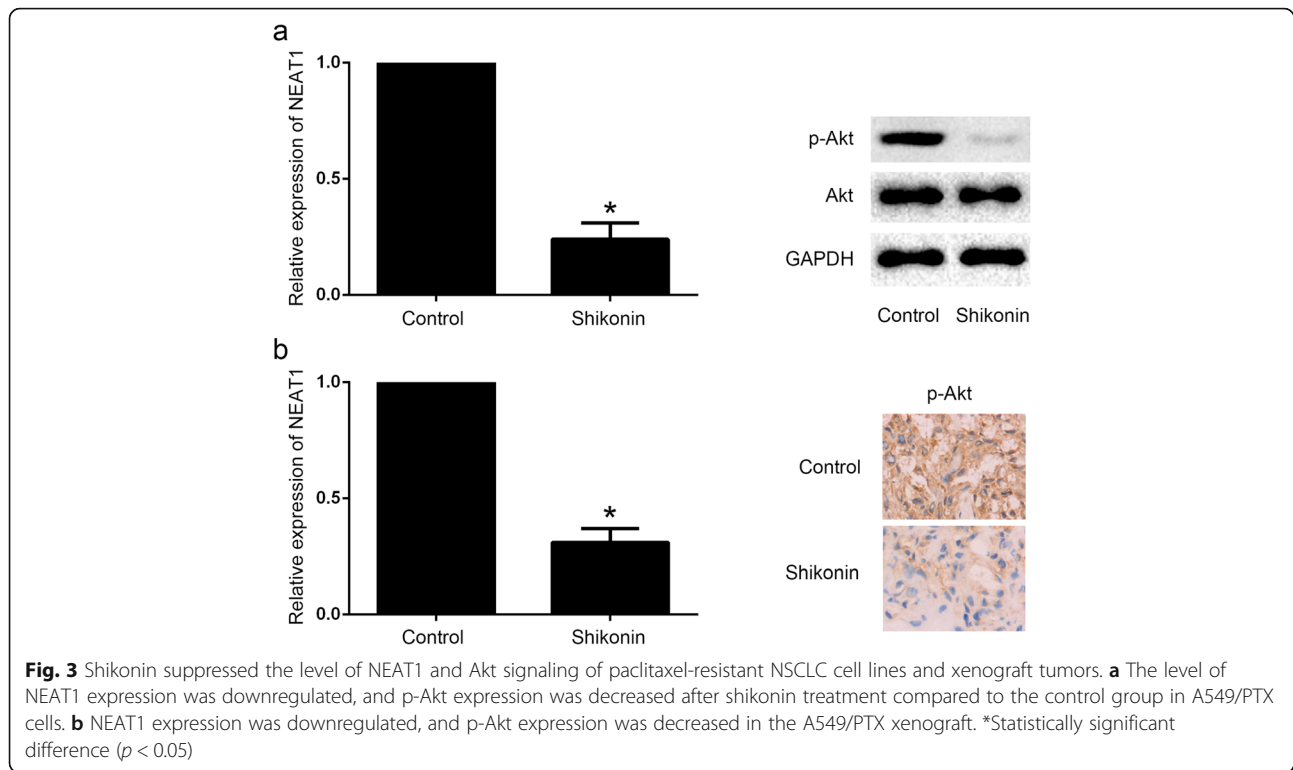 a
Relative expression of NEAT1
1.0
0.5
0.0
*
Control
Shikonin
p-Akt
Akt
GAPDH
Control Shikonin
b
Relative expression of NEAT1
1.0
0.5
0.0
*
Control
Shikonin
p-Akt
Control
Shikonin
Fig. 3 Shikonin suppressed the level of NEAT1 and Akt signaling of paclitaxel-resistant NSCLC cell lines and xenograft tumors. a The level of
NEAT1 expression was downregulated, and p-Akt expression was decreased after shikonin treatment compared to the control group in A549/PTX
cells. b NEAT1 expression was downregulated, and p-Akt expression was decreased in the A549/PTX xenograft. *Statistically significant
difference (p < 0.05)